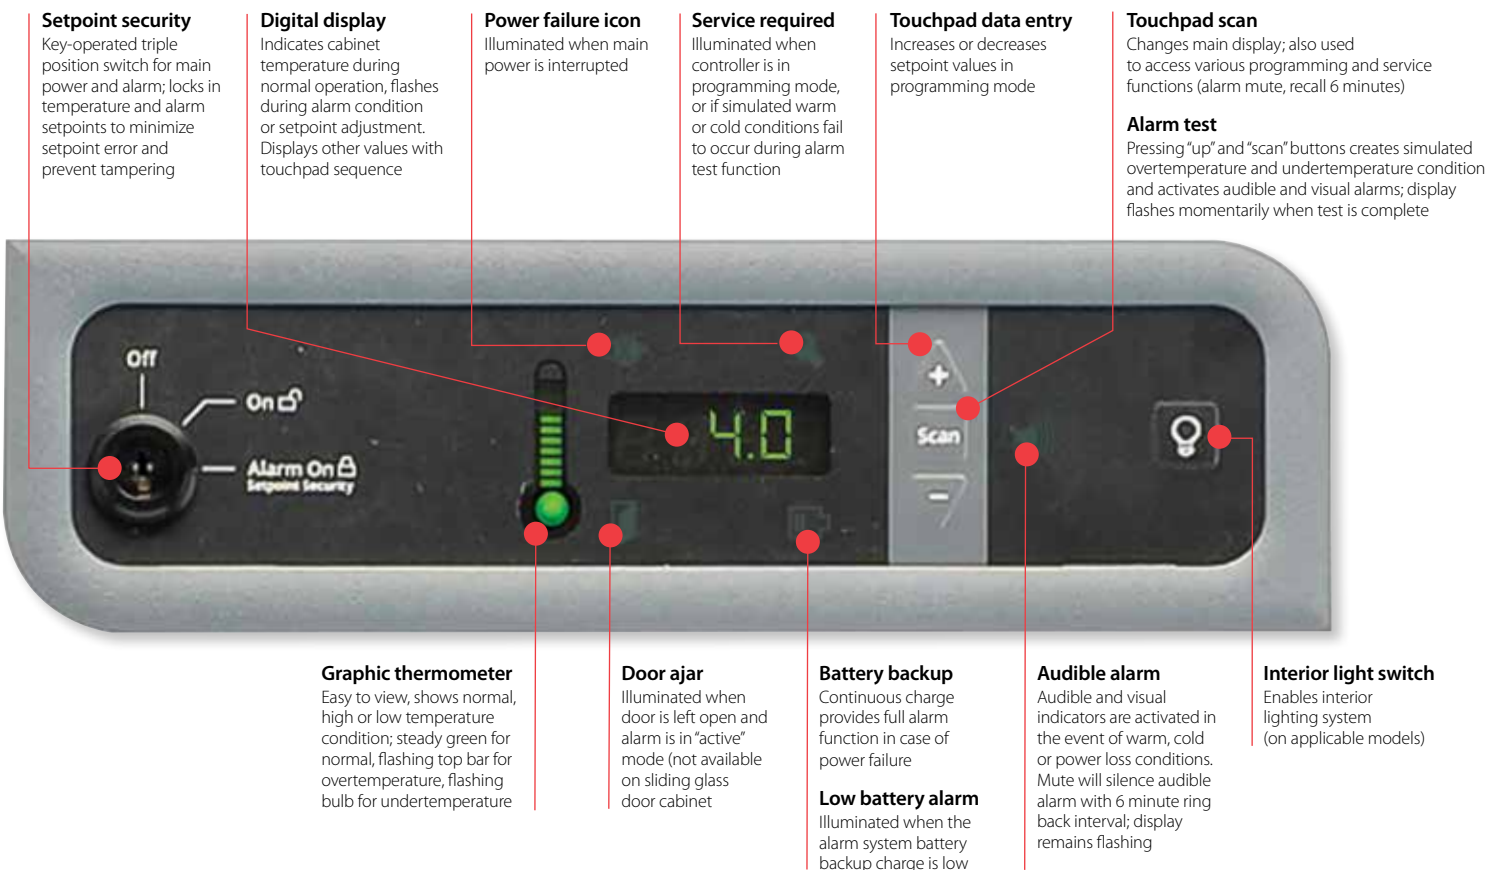 Setpoint security
Key-operated triple
position switch for main
power and alarm; locks in
temperature and alarm
setpoints to minimize
setpoint error and
prevent tampering
Digital display
Indicates cabinet
temperature during
normal operation, flashes
during alarm condition
or setpoint adjustment.
Displays other values with
touchpad sequence
Power failure icon
Illuminated when main
power is interrupted
Service required
Illuminated when
controller is in
programming mode,
or if simulated warm
or cold conditions fail
to occur during alarm
test function
Touchpad data entry
Increases or decreases
setpoint values in
programming mode
Touchpad scan
Changes main display; also used
to access various programming and service
functions (alarm mute, recall 6 minutes)
Alarm test
Pressing "up" and "scan" buttons creates simulated
overtemperature and undertemperature condition
and activates audible and visual alarms; display
flashes momentarily when test is complete
Off
On
Alarm On
Setpoint Security
4.0
+
Scan
−
Graphic thermometer
Easy to view, shows normal,
high or low temperature
condition; steady green for
normal, flashing top bar for
overtemperature, flashing
bulb for undertemperature
Door ajar
Illuminated when
door is left open and
alarm is in "active"
mode (not available
on sliding glass
door cabinet
Battery backup
Continuous charge
provides full alarm
function in case of
power failure
Low battery alarm
Illuminated when the
alarm system battery
backup charge is low
Audible alarm
Audible and visual
indicators are activated in
the event of warm, cold
or power loss conditions.
Mute will silence audible
alarm with 6 minute ring
back interval; display
remains flashing
Interior light switch
Enables interior
lighting system
(on applicable models)